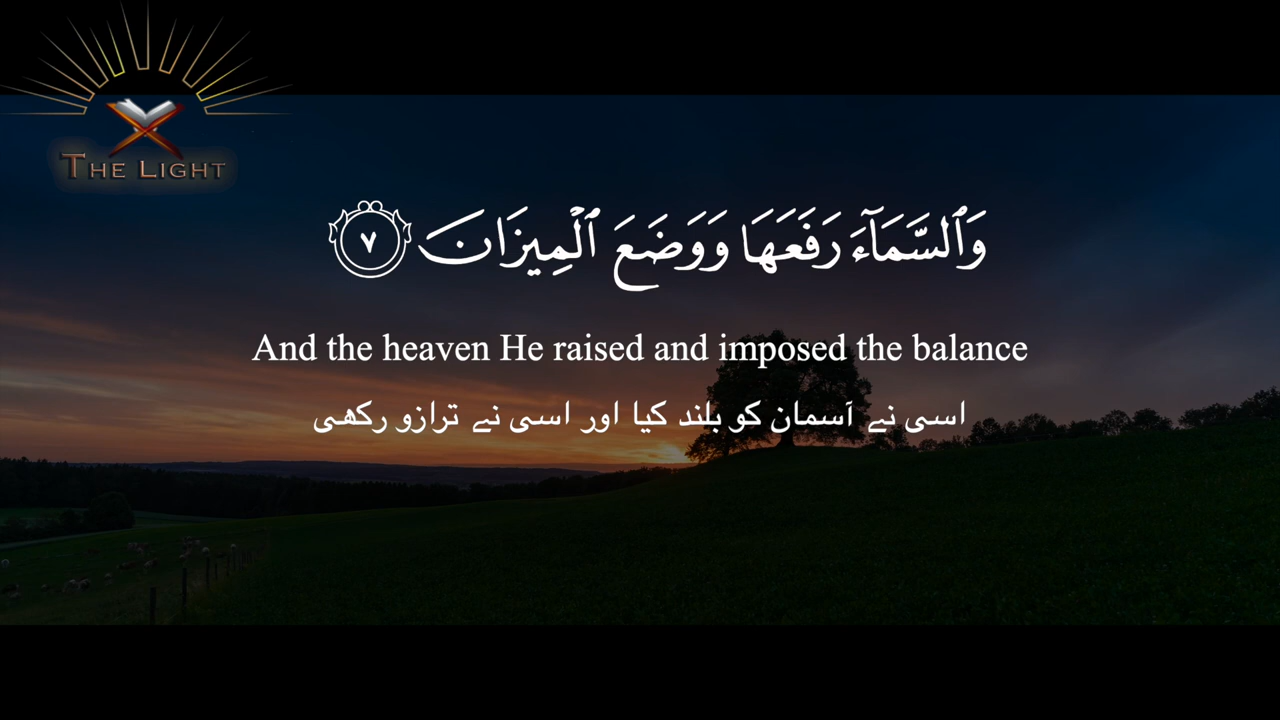 THE LIGHT
وَٱلسَّمَآءَ رَفَعَهَا وَوَضَعَ ٱلْمِيزَانَ ٧
And the heaven He raised and imposed the balance
اسی نے آسمان کو بلند کیا اور اسی نے ترازو رکھی